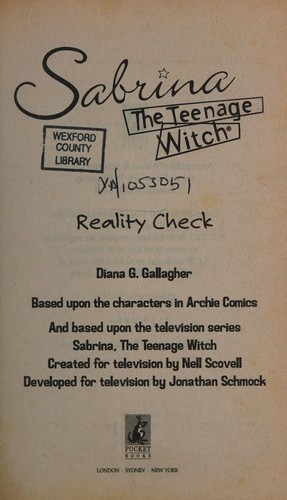 Sabrina
The Teenage
Witch®
WEXFORD
COUNTY
LIBRARY
YA/1053051
Reality Check
Diana G. Gallagher
Based upon the characters in Archie Comics
And based upon the television series
Sabrina, The Teenage Witch
Created for television by Nell Scovell
Developed for television by Jonathan Schmock
POCKET
BOOKS
LONDON · SYDNEY · NEW YORK